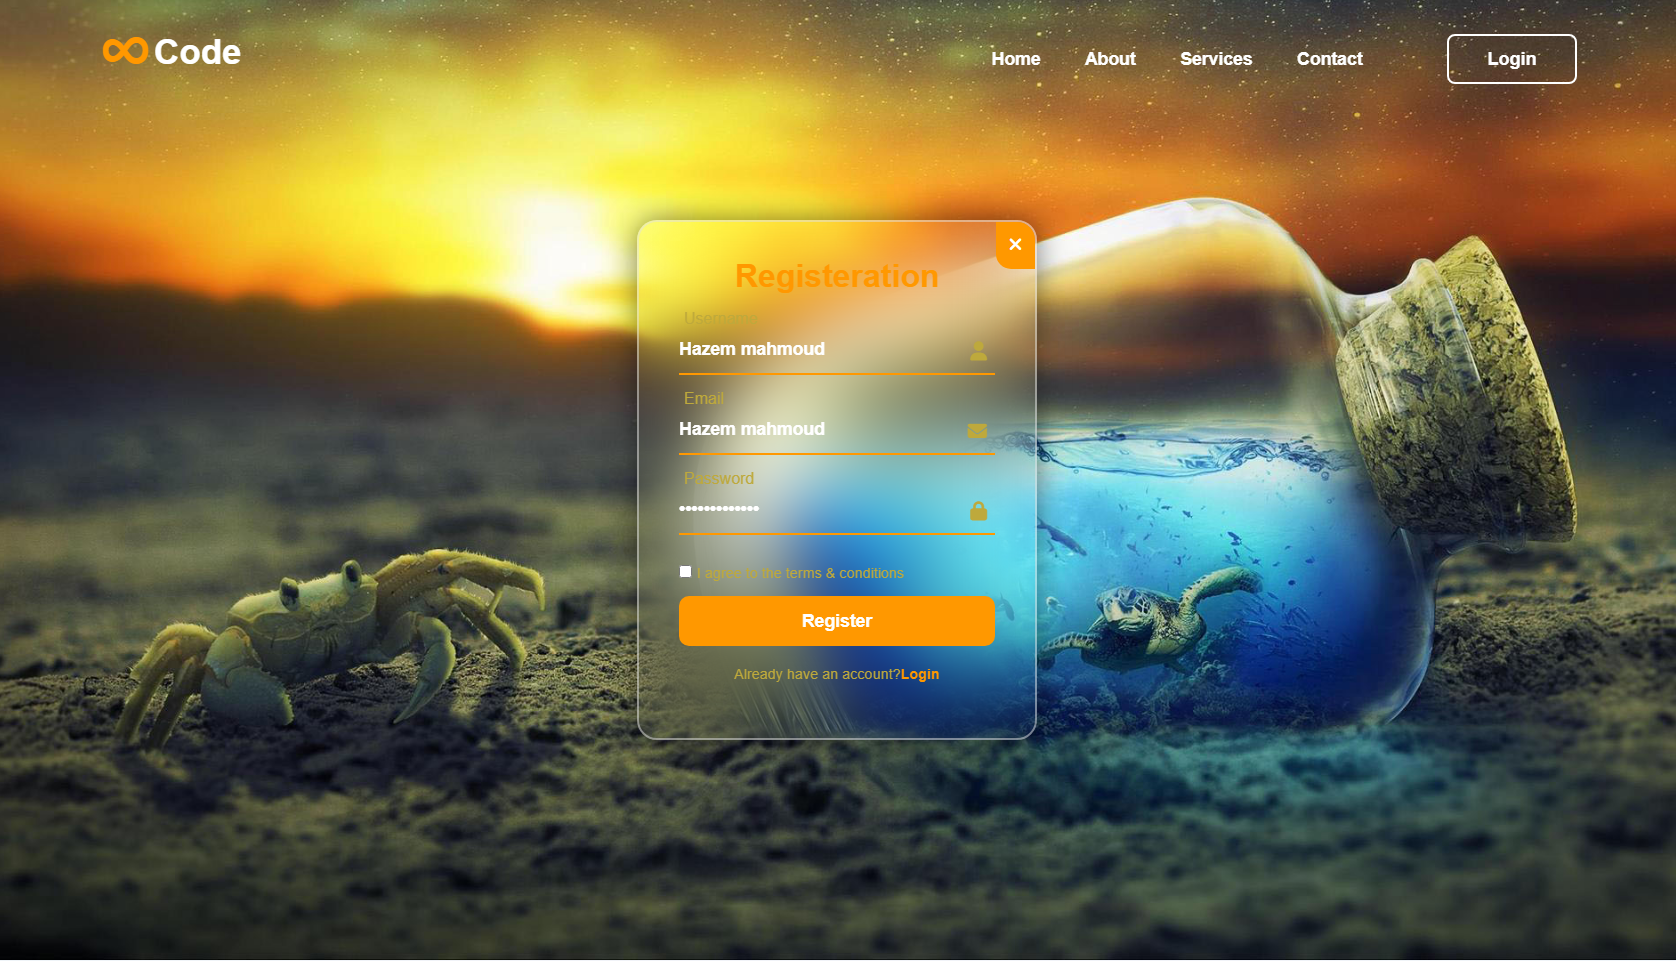 ∞Code
Home About Services Contact Login
Registeration
Username
Hazem mahmoud
Email
Hazem mahmoud
Password
•••••••••••••
I agree to the terms & conditions
Register
Already have an account?Login